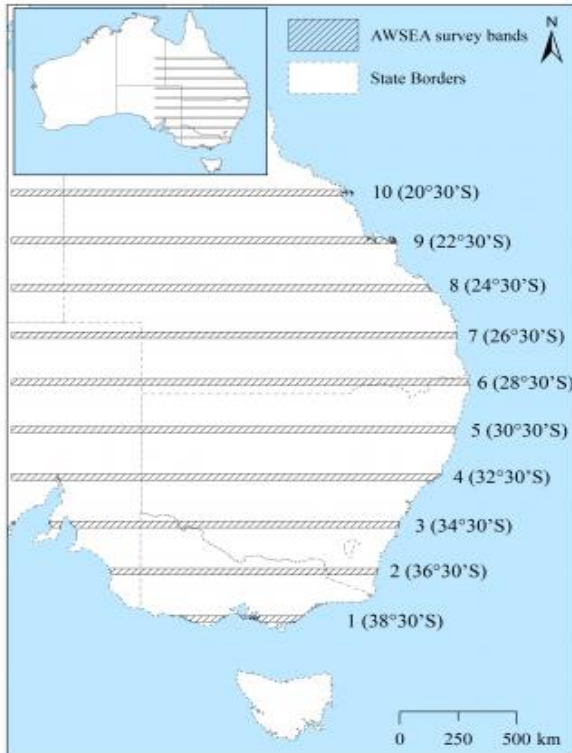 AWSEA survey bands
N
State Borders
10 (20°30'S)
9 (22°30'S)
8 (24°30'S)
7 (26°30'S)
6 (28°30'S)
5 (30°30'S)
4 (32°30'S)
3 (34°30'S)
2 (36°30'S)
1 (38°30'S)
0 250 500 km